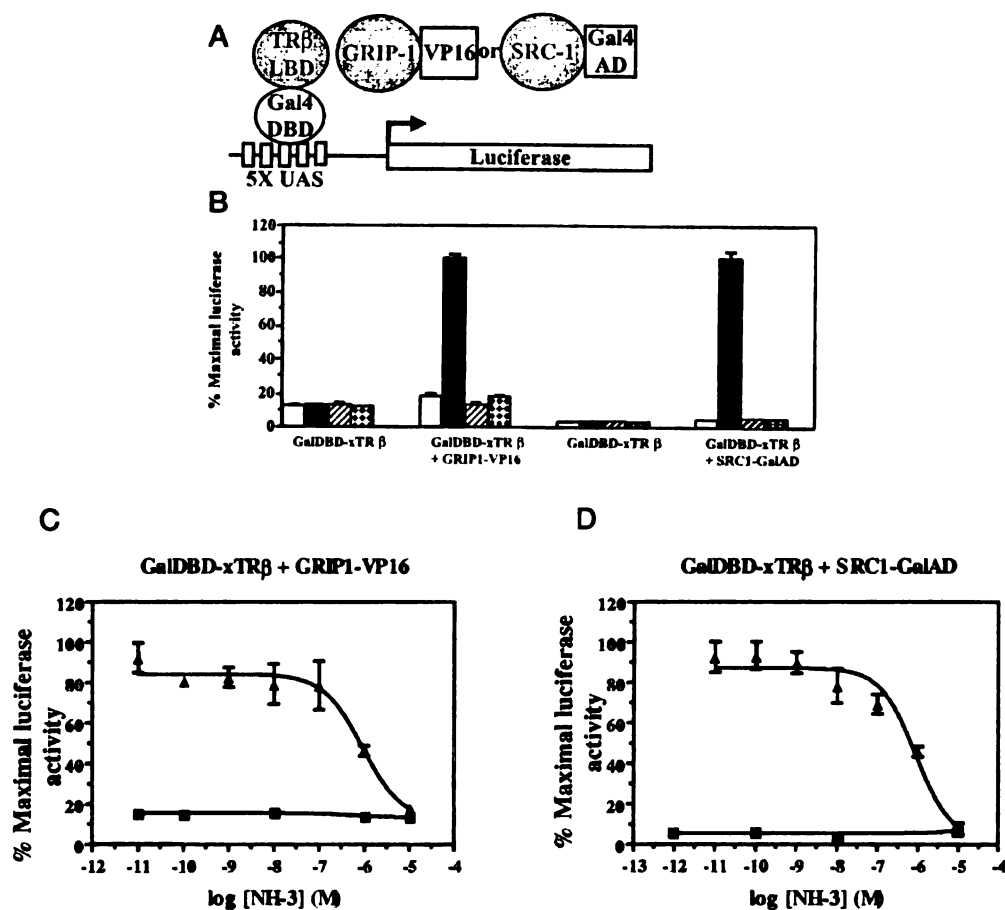 A
TRβ
LBD
GRIP-1
VP16
or
SRC-1
Gal4
AD
Gal4
DBD
5X UAS
Luciferase
B
% Maximal luciferase
activity
120
100
80
60
40
20
0
GalDBD-xTR β
GalDBD-xTR β
+ GRIP1-VP16
GalDBD-xTR β
GalDBD-xTR β
+ SRC1-GalAD
C
GalDBD-xTRβ + GRIP1-VP16
% Maximal luciferase
activity
120
100
80
60
40
20
0
-12 -11 -10 -9 -8 -7 -6 -5 -4
log [NH-3] (M)
D
GalDBD-xTRβ + SRC1-GalAD
% Maximal luciferase
activity
120
100
80
60
40
20
0
-13 -12 -11 -10 -9 -8 -7 -6 -5 -4
log [NH-3] (M)